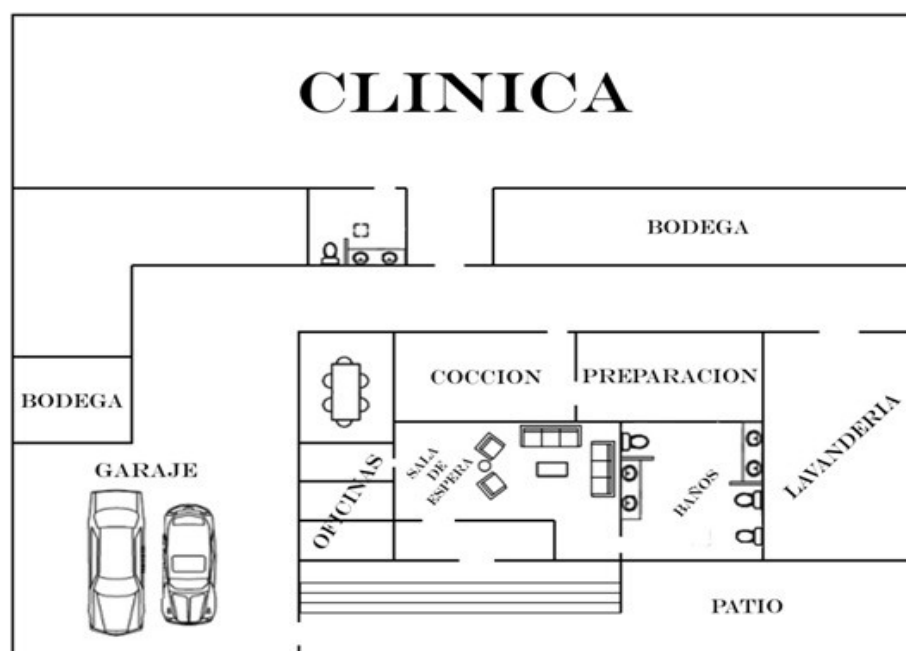 CLINICA
BODEGA
COCCION
PREPARACION
BODEGA
GARAJE
OFICINAS
SALA
DE
ESPERA
BAÑOS
LAVANDERIA
PATIO